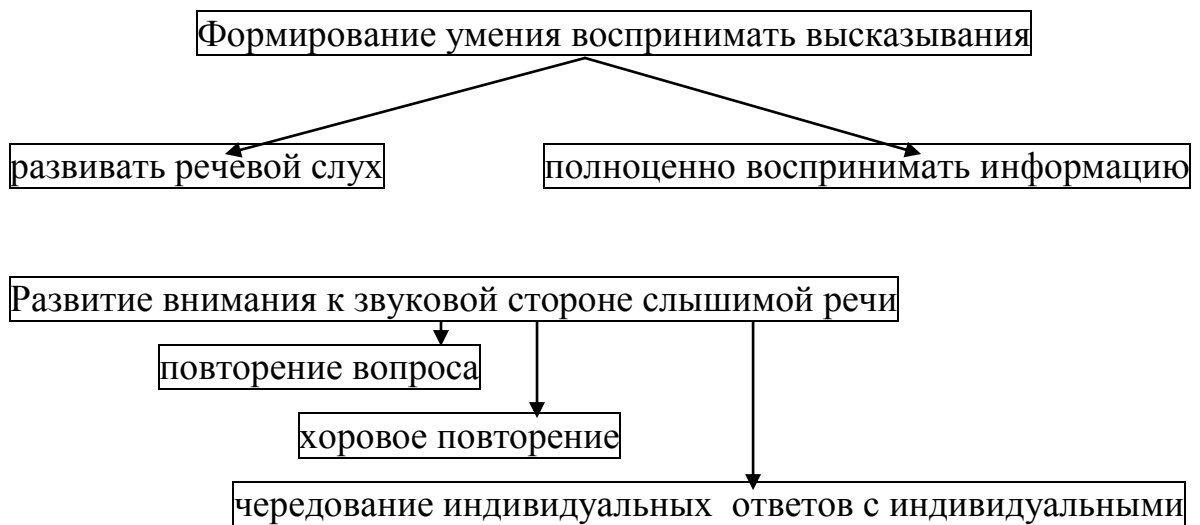 Формирование умения воспринимать высказывания
развивать речевой слух
полноценно воспринимать информацию
Развитие внимания к звуковой стороне слышимой речи
повторение вопроса
хоровое повторение
чередование индивидуальных ответов с индивидуальными